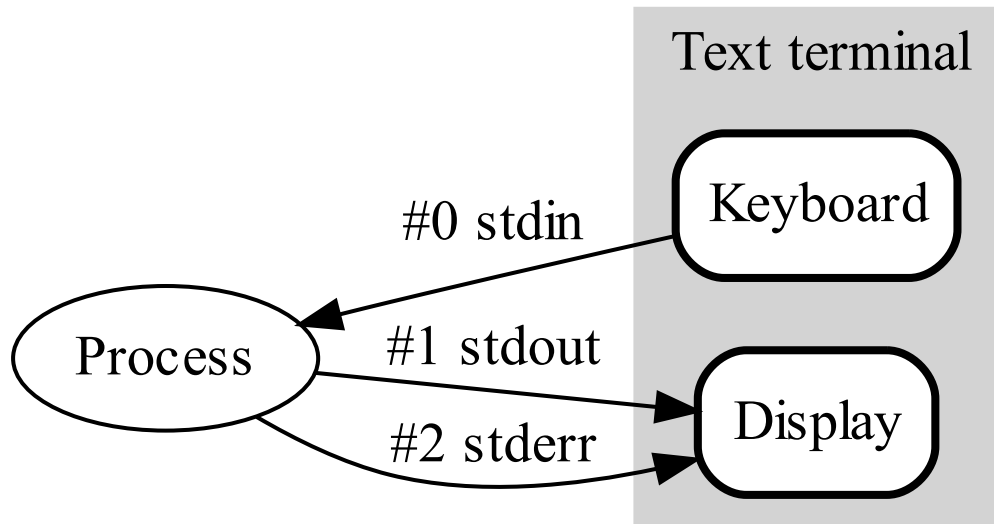 Text terminal
Keyboard
#0 stdin
Process
#1 stdout
Display
#2 stderr